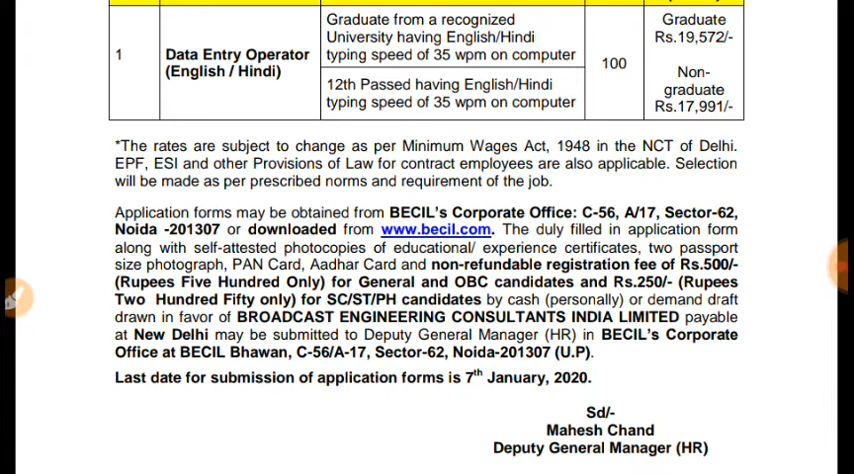 Graduate from a recognized
University having English/Hindi
typing speed of 35 wpm on computer
1
Data Entry Operator
(English / Hindi)
12th Passed having English/Hindi
typing speed of 35 wpm on computer
100
Graduate
Rs.19,572/-
Non-
graduate
Rs.17,991/-
*The rates are subject to change as per Minimum Wages Act, 1948 in the NCT of Delhi.
EPF, ESI and other Provisions of Law for contract employees are also applicable. Selection
will be made as per prescribed norms and requirement of the job.
Application forms may be obtained from BECIL's Corporate Office: C-56, A/17, Sector-62,
Noida -201307 or downloaded from www.becil.com. The duly filled in application form
along with self-attested photocopies of educational/ experience certificates, two passport
size photograph, PAN Card, Aadhar Card and non-refundable registration fee of Rs.500/-
(Rupees Five Hundred Only) for General and OBC candidates and Rs.250/- (Rupees
Two Hundred Fifty only) for SC/ST/PH candidates by cash (personally) or demand draft
drawn in favor of BROADCAST ENGINEERING CONSULTANTS INDIA LIMITED payable
at New Delhi may be submitted to Deputy General Manager (HR) in BECIL's Corporate
Office at BECIL Bhawan, C-56/A-17, Sector-62, Noida-201307 (U.P).
Last date for submission of application forms is 7th January, 2020.
Sd/-
Mahesh Chand
Deputy General Manager (HR)